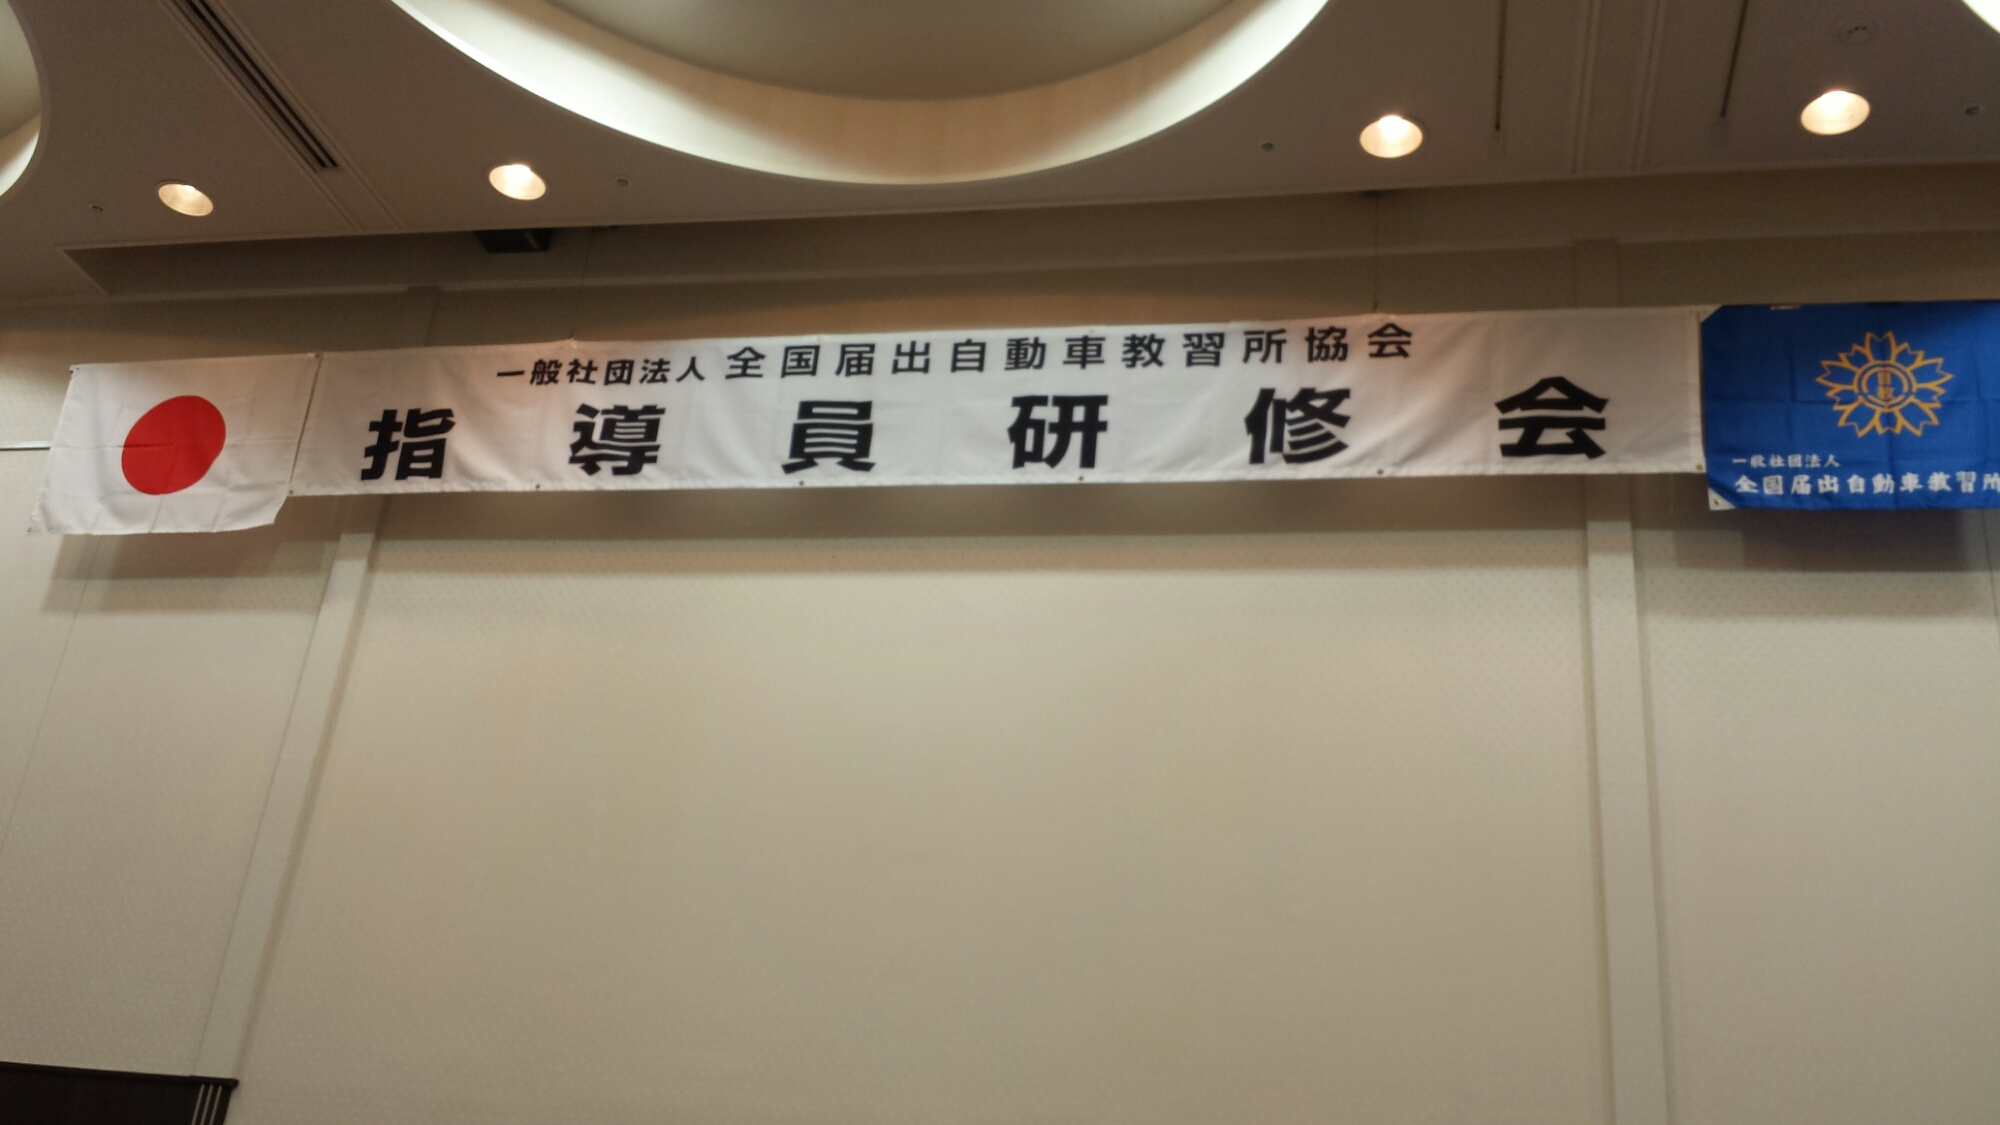 一般社団法人 全国届出自動車教習所協会
指導員研修会
自教
一般社団法人
全国届出自動車教習所